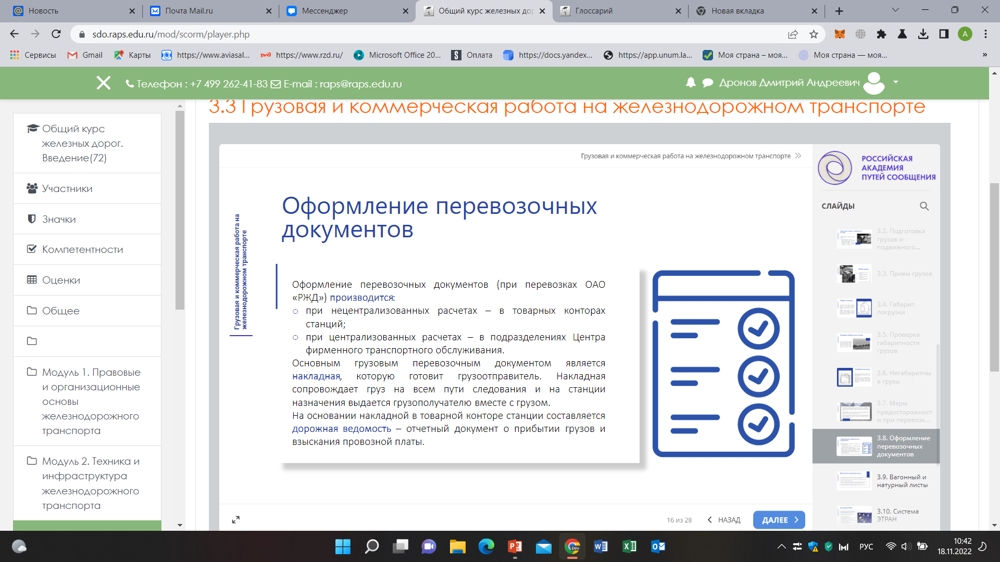 Новость
Почта Mail.ru
Мессенджер
Общий курс железных дор
Глоссарий
Новая вкладка
sdo.raps.edu.ru/mod/scorm/player.php
A
Сервисы
Gmail
Карты
https://www.aviasal...
https://www.rzd.ru/
Microsoft Office 20...
Оплата
https://docs.yandex...
https://app.unum.la...
Моя страна – моя...
Моя страна — моя...
»
Телефон : +7 499 262-41-83 E-mail : raps@raps.edu.ru
Дронов Дмитрий Андреевич
3.3 Грузовая и коммерческая работа на железнодорожном транспорте
Общий курс
железных дорог.
Введение(72)
Участники
Значки
Компетентности
Оценки
Общее
Модуль 1. Правовые
и организационные
основы
железнодорожного
транспорта
Модуль 2. Техника и
инфраструктура
железнодорожного
транспорта
Грузовая и коммерческая работа на железнодорожном транспорте
Грузовая и коммерческая работа на
железнодорожном транспорте
Оформление перевозочных
документов
Оформление перевозочных документов (при перевозках ОАО
«РЖД») производится:
○ при нецентрализованных расчетах – в товарных конторах
станций;
○ при централизованных расчетах – в подразделениях Центра
фирменного транспортного обслуживания.
Основным грузовым перевозочным документом является
накладная, которую готовит грузоотправитель. Накладная
сопровождает груз на всем пути следования и на станции
назначения выдается грузополучателю вместе с грузом.
На основании накладной в товарной конторе станции составляется
дорожная ведомость – отчетный документ о прибытии грузов и
взыскания провозной платы.
16 из 28
НАЗАД
ДАЛЕЕ
РОССИЙСКАЯ
АКАДЕМИЯ
ПУТЕЙ СООБЩЕНИЯ
СЛАЙДЫ
3.2. Подготовка
грузов и
подвижного...
3.3. Прием грузов
3.4. Габарит
погрузки
3.5. Проверка
габаритности
грузов
3.6. Негабаритны
е грузы
3.7. Меры
предосторожност
и при перевозк...
3.8. Оформление
перевозочных
документов
3.9. Вагонный и
натурный листы
3.10. Система
ЭТРАН
Dev
РУС
10:42
18.11.2022